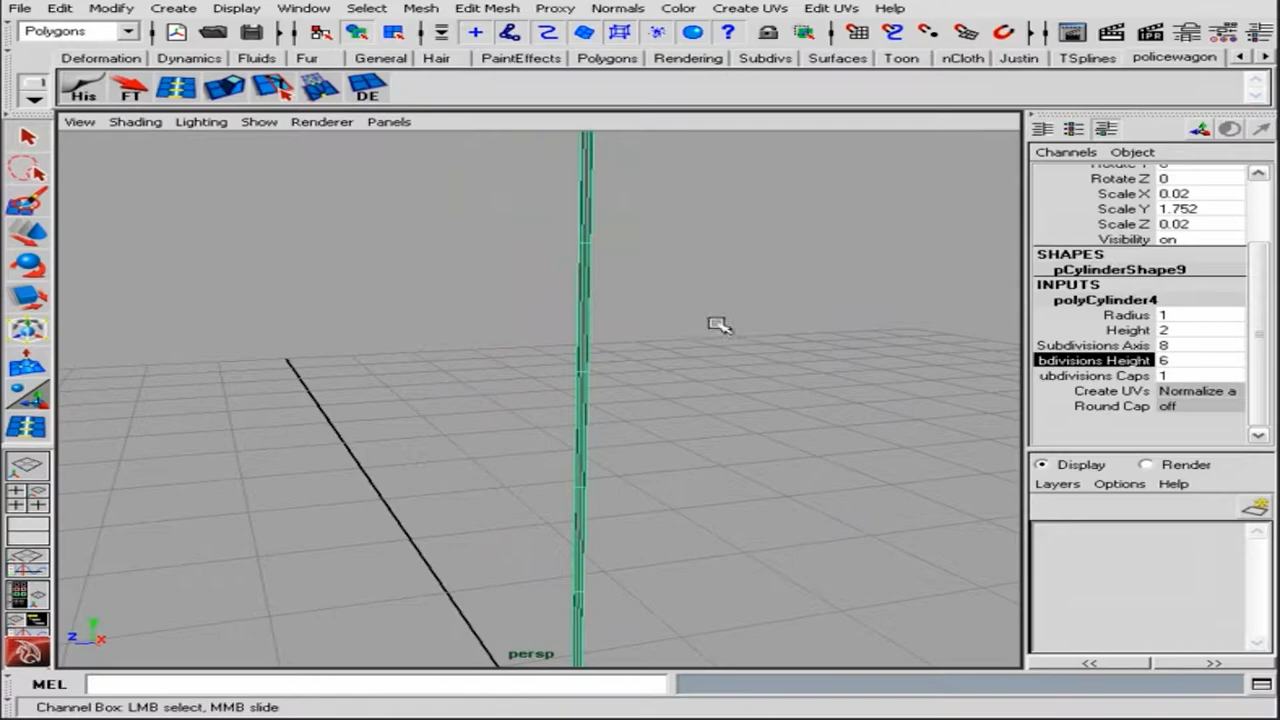 File Edit Modify Create Display Window Select Mesh Edit Mesh Proxy Normals Color Create UVs Edit UVs Help
Polygons
Deformation Dynamics Fluids Fur General Hair PaintEffects Polygons Rendering Subdivs Surfaces Toon nCloth Justin TSplines policewagon
His FT DE
View Shading Lighting Show Renderer Panels
Channels Object
Rotate Y 0
Rotate Z 0
Scale X 0.02
Scale Y 1.752
Scale Z 0.02
Visibility on
SHAPES
pCylinderShape9
INPUTS
polyCylinder4
Radius 1
Height 2
Subdivisions Axis 8
bdivisions Height 6
ubdivisions Caps 1
Create UVs Normalize a
Round Cap off
Display Render
Layers Options Help
z x
persp
<< >>
MEL
Channel Box: LMB select, MMB slide